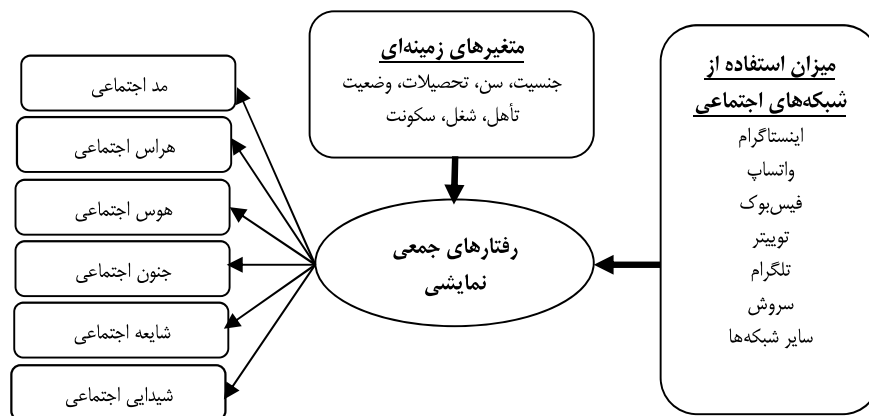 میزان استفاده از
شبکه‌های اجتماعی
اینستاگرام
واتساپ
فیس‌بوک
توییتر
تلگرام
سروش
سایر شبکه‌ها
متغیرهای زمینه‌ای
جنسیت، سن، تحصیلات، وضعیت
تأهل، شغل، سکونت
رفتارهای جمعی
نمایشی
مد اجتماعی
هراس اجتماعی
هوس اجتماعی
جنون اجتماعی
شایعه اجتماعی
شیدایی اجتماعی